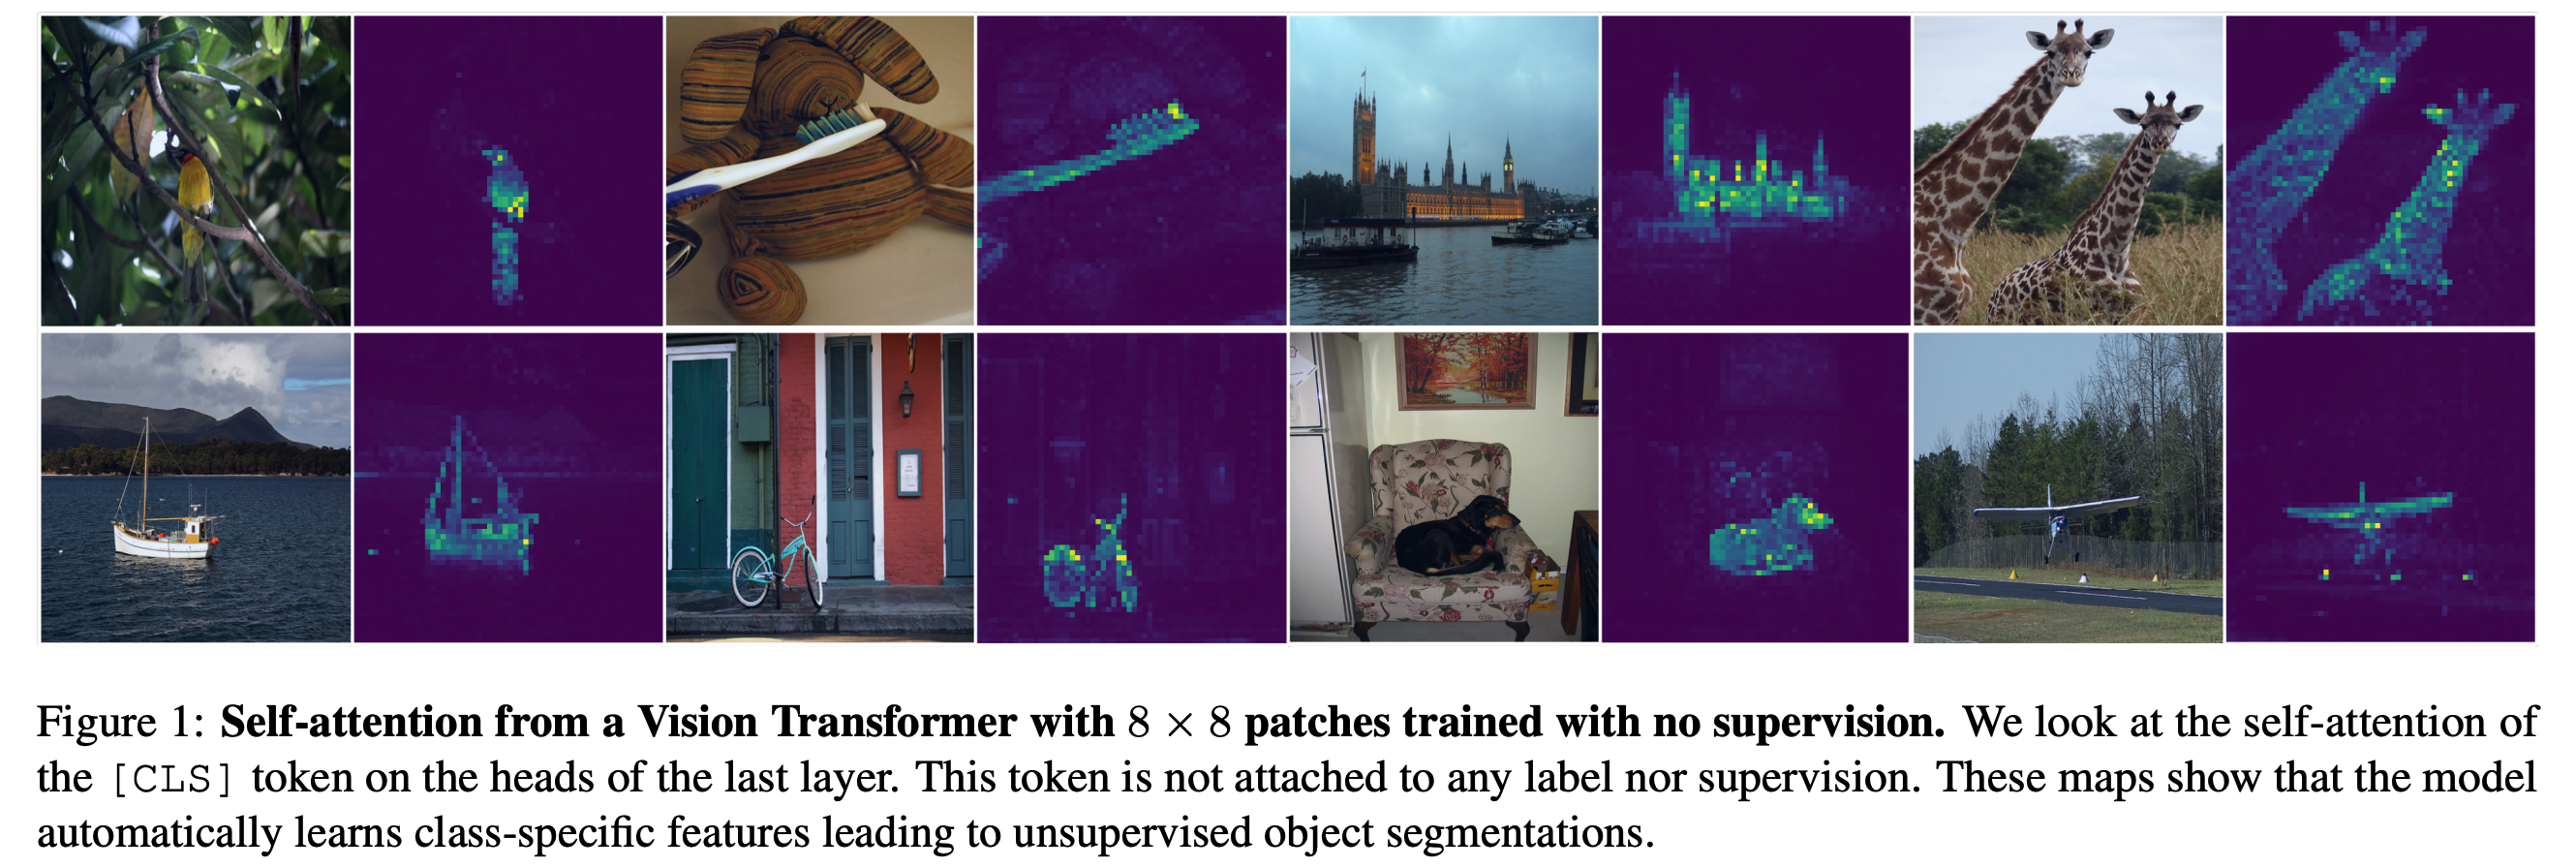 Figure 1: Self-attention from a Vision Transformer with 8 × 8 patches trained with no supervision. We look at the self-attention of
the [CLS] token on the heads of the last layer. This token is not attached to any label nor supervision. These maps show that the model
automatically learns class-specific features leading to unsupervised object segmentations.